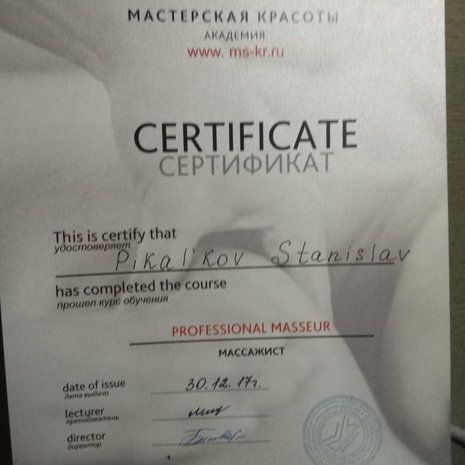 МАСТЕРСКАЯ КРАСОТЫ
АКАДЕМИЯ
www. ms-kr.ru
CERTIFICATE
СЕРТИФИКАТ
This is certify that
удостоверяет
Pikal'kov Stanislav
has completed the course
прошел курс обучения
PROFESSIONAL MASSEUR
МАССАЖИСТ
date of issue 30.12.17г.
дата выдачи
lecturer
преподаватель
director
директор